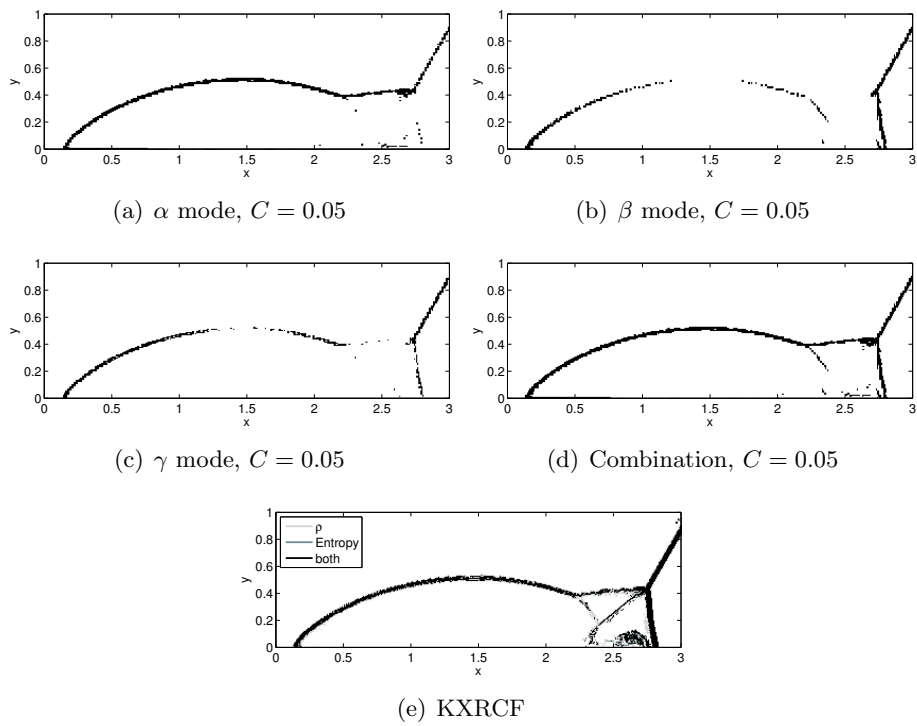 1
0.8
0.6
0.4
0.2
0
y
0 0.5 1 1.5 2 2.5 3
x
(a) α mode, C = 0.05
1
0.8
0.6
0.4
0.2
0
y
0 0.5 1 1.5 2 2.5 3
x
(b) β mode, C = 0.05
1
0.8
0.6
0.4
0.2
0
y
0 0.5 1 1.5 2 2.5 3
x
(c) γ mode, C = 0.05
1
0.8
0.6
0.4
0.2
0
y
0 0.5 1 1.5 2 2.5 3
x
(d) Combination, C = 0.05
1
0.8
0.6
0.4
0.2
0
y
ρ
Entropy
both
0 0.5 1 1.5 2 2.5 3
x
(e) KXRCF